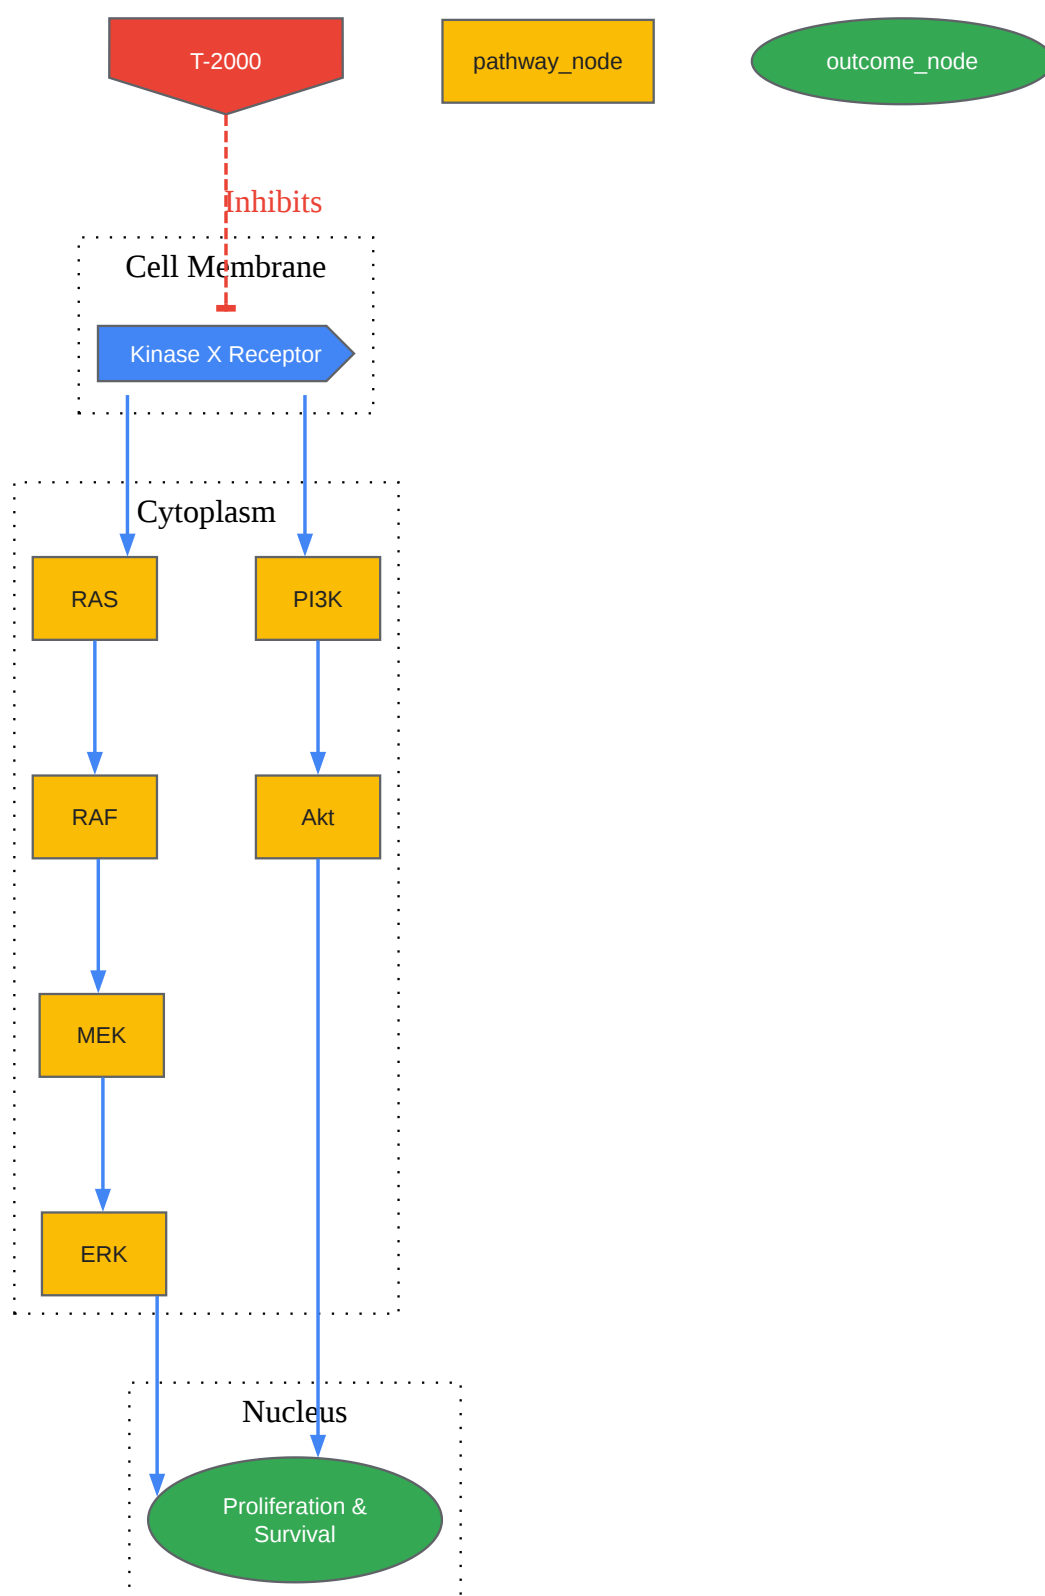 T-2000
pathway_node
outcome_node
Inhibits
Cell Membrane
Kinase X Receptor
Cytoplasm
RAS
PI3K
RAF
Akt
MEK
ERK
Nucleus
Proliferation &
Survival